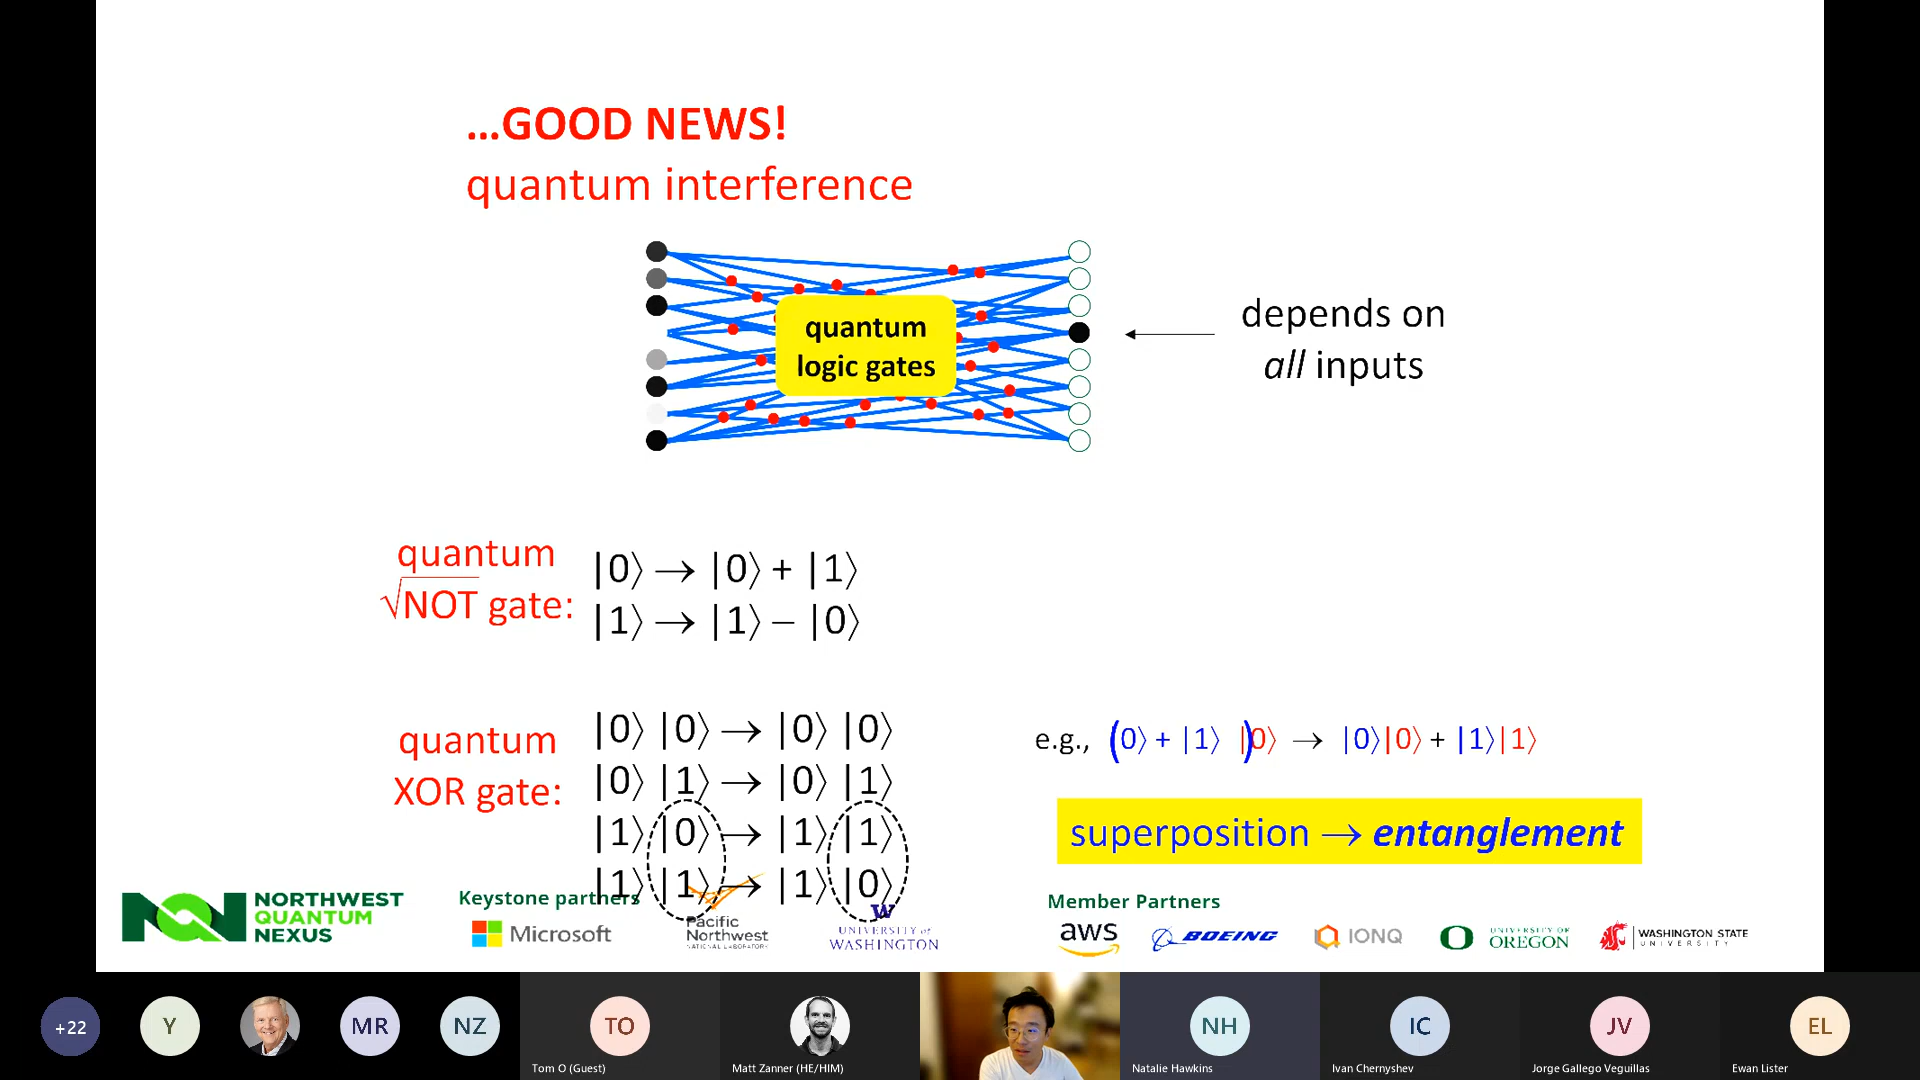 ...GOOD NEWS!
quantum interference
quantum
logic gates
depends on
all inputs
quantum
√NOT gate:
|0⟩ → |0⟩ + |1⟩
|1⟩ → |1⟩ – |0⟩
quantum
XOR gate:
|0⟩ |0⟩ → |0⟩ |0⟩
|0⟩ |1⟩ → |0⟩ |1⟩
|1⟩ |0⟩ → |1⟩ |1⟩
|1⟩ |1⟩ → |1⟩ |0⟩
e.g., (0⟩ + |1⟩ )|0⟩ → |0⟩|0⟩ + |1⟩|1⟩
superposition → entanglement
NORTHWEST
QUANTUM
NEXUS
Keystone partners
Microsoft
Pacific
Northwest
NATIONAL LABORATORY
W
UNIVERSITY of
WASHINGTON
Member Partners
aws
BOEING
IONQ
O
UNIVERSITY OF
OREGON
WASHINGTON STATE
UNIVERSITY
+22
Y
MR
NZ
TO
Tom O (Guest)
Matt Zanner (HE/HIM)
NH
Natalie Hawkins
IC
Ivan Chernyshev
JV
Jorge Gallego Veguillas
EL
Ewan Lister